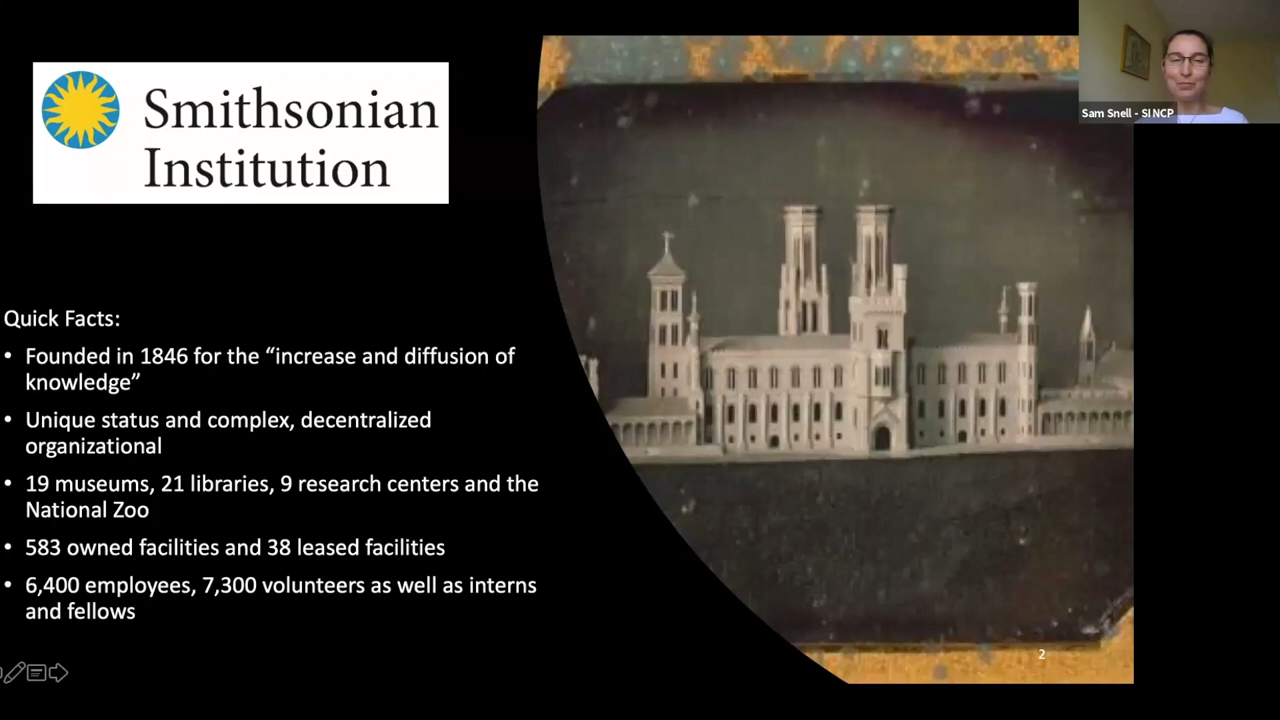 Smithsonian
Institution
Sam Snell - SI NCP
Quick Facts:
• Founded in 1846 for the “increase and diffusion of
knowledge”
• Unique status and complex, decentralized
organizational
• 19 museums, 21 libraries, 9 research centers and the
National Zoo
• 583 owned facilities and 38 leased facilities
• 6,400 employees, 7,300 volunteers as well as interns
and fellows
2